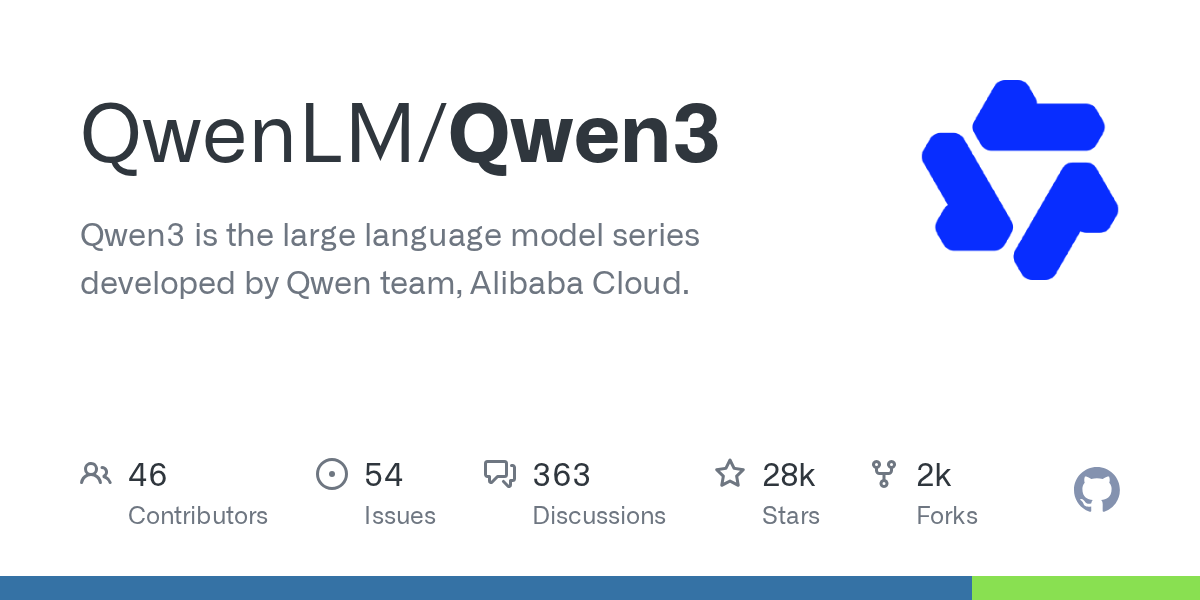 QwenLM/Qwen3
Qwen3 is the large language model series
developed by Qwen team, Alibaba Cloud.
46 54 363 28k 2k
Contributors Issues Discussions Stars Forks